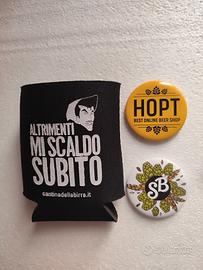 ALTRIMENTI
MI SCALDO
SUBITO
cantinadellabirra.it
HOPT
BEST ONLINE BEER SHOP
SB